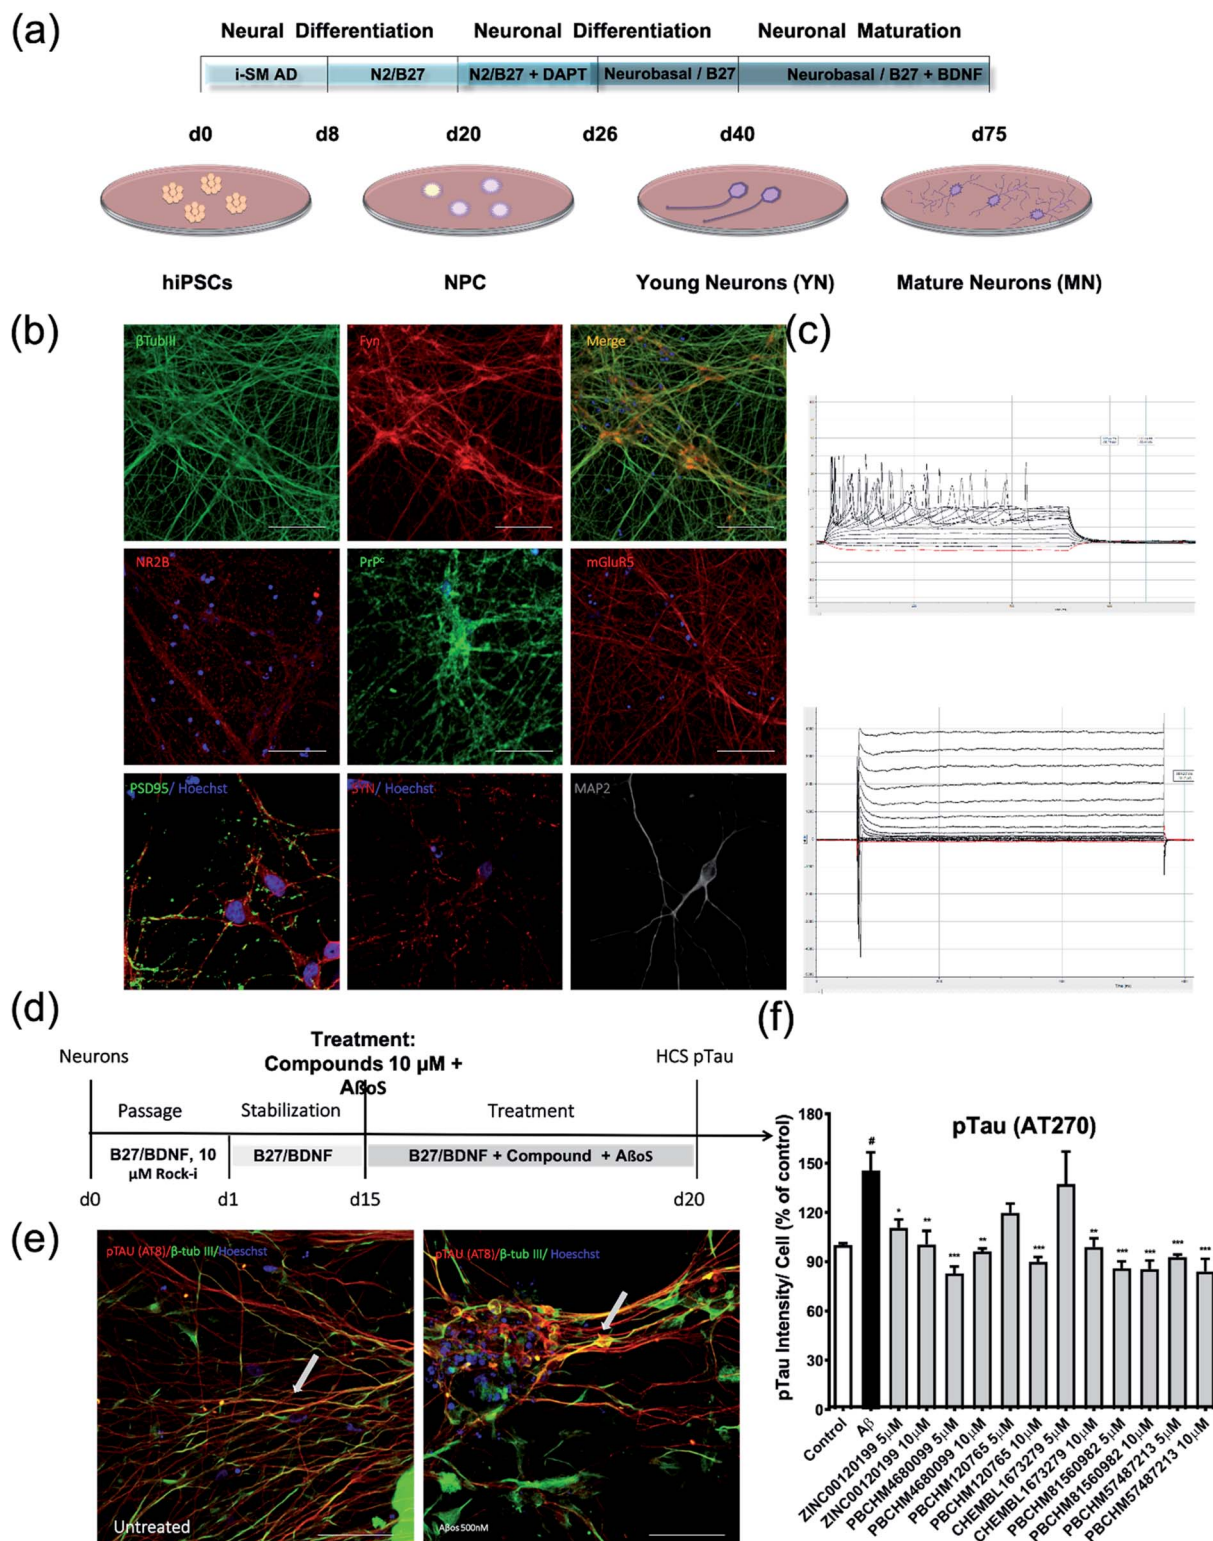 (a)
Neural Differentiation Neuronal Differentiation Neuronal Maturation
i-SM AD N2/B27 N2/B27 + DAPT Neurobasal / B27 Neurobasal / B27 + BDNF
d0 d8 d20 d26 d40 d75
hiPSCs NPC Young Neurons (YN) Mature Neurons (MN)
(b)
βTubIII Fyn Merge
NR2B PrPᶜ mGluR5
PSD95/ Hoechst SYN/ Hoechst MAP2
(c)
(d)
Treatment:
Compounds 10 µM +
AβoS
Neurons HCS pTau
Passage Stabilization Treatment
B27/BDNF, 10
µM Rock-i
B27/BDNF
B27/BDNF + Compound + AβoS
d0 d1 d15 d20
(e)
pTAU (AT8)/β-tub III/Hoeschst
Untreated
pTAU (AT8)/β-tub III/ Hoechst
Aβos 500nM
(f)
pTau (AT270)
pTau Intensity/ Cell (% of control)
180
150
120
90
60
30
0
# * ** *** ** *** ** *** *** *** ***
Control
Aβ
ZINC00120199 5µM
ZINC00120199 10µM
PBCHM4680099 5µM
PBCHM4680099 10µM
PBCHM120765 5µM
PBCHM120765 10µM
CHEMBL1673279 5µM
CHEMBL1673279 10µM
PBCHM81560982 5µM
PBCHM81560982 10µM
PBCHM57487213 5µM
PBCHM57487213 10µM